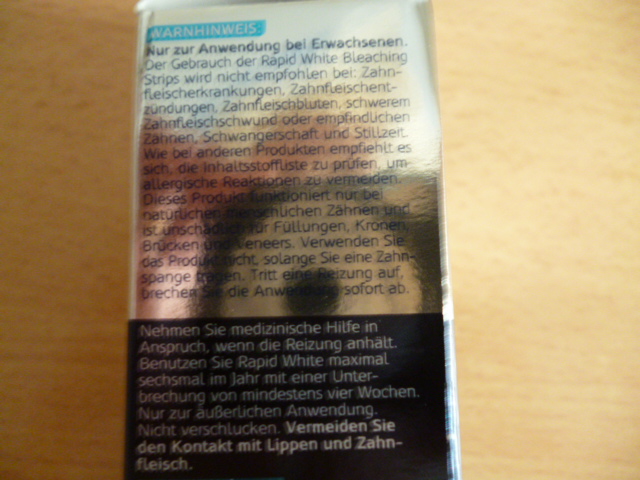 WARNHINWEIS:
Nur zur Anwendung bei Erwachsenen.
Der Gebrauch der Rapid White Bleaching
Strips wird nicht empfohlen bei: Zahn-
fleischerkrankungen, Zahnfleischent-
zündungen, Zahnfleischbluten, schwerem
Zahnfleischschwund oder empfindlichen
Zähnen, Schwangerschaft und Stillzeit.
Wie bei anderen Produkten empfiehlt es
sich, die Inhaltsstoffliste zu prüfen, um
allergische Reaktionen zu vermeiden.
Dieses Produkt funktioniert nur bei
natürlichen menschlichen Zähnen und
ist unschädlich für Füllungen, Kronen,
Brücken und Veneers. Verwenden Sie
das Produkt nicht, solange Sie eine Zahn-
spange tragen. Tritt eine Reizung auf,
brechen Sie die Anwendung sofort ab.
Nehmen Sie medizinische Hilfe in
Anspruch, wenn die Reizung anhält.
Benutzen Sie Rapid White maximal
sechsmal im Jahr mit einer Unter-
brechung von mindestens vier Wochen.
Nur zur äußerlichen Anwendung.
Nicht verschlucken. Vermeiden Sie
den Kontakt mit Lippen und Zahn-
fleisch.